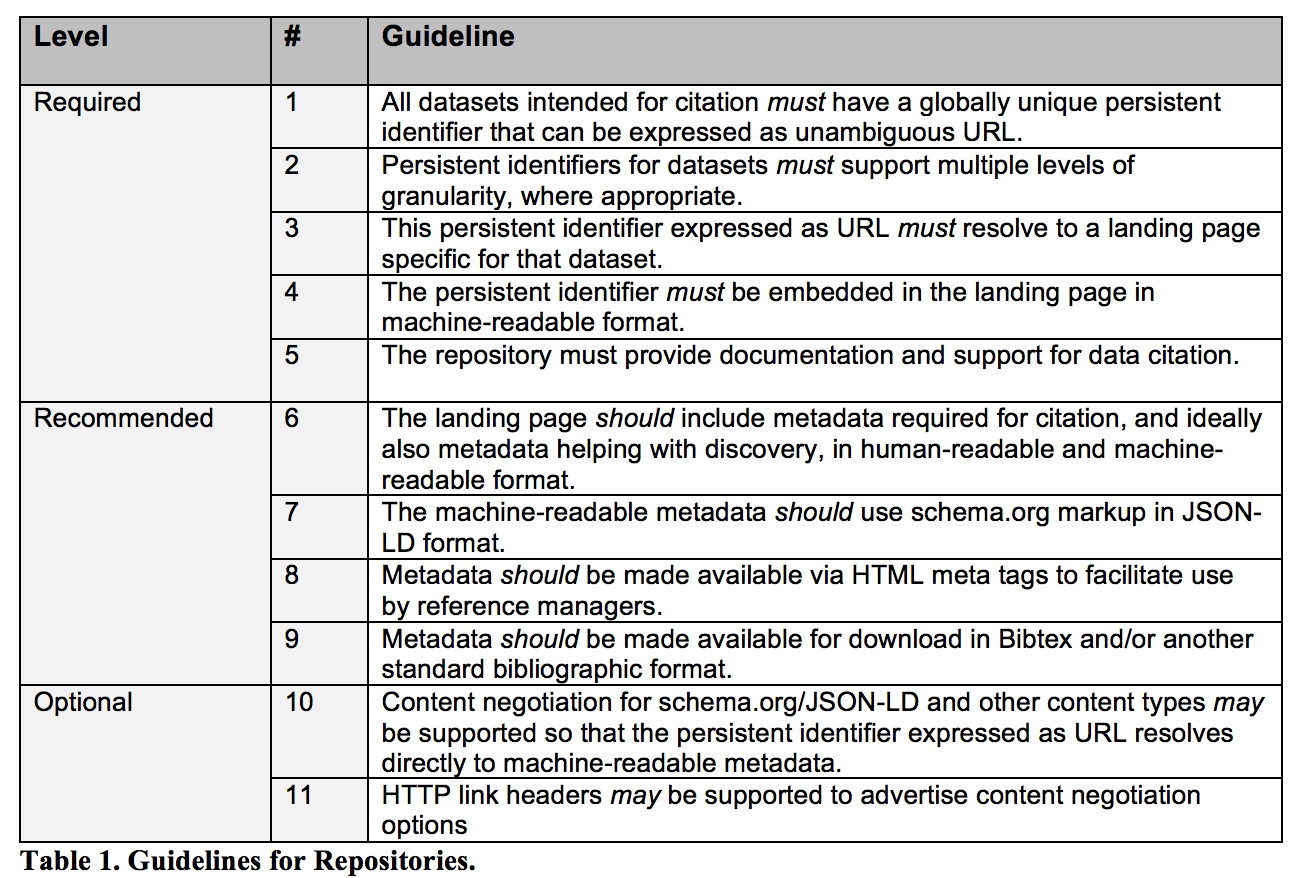 Level # Guideline
Required 1 All datasets intended for citation must have a globally unique persistent
identifier that can be expressed as unambiguous URL.
2 Persistent identifiers for datasets must support multiple levels of
granularity, where appropriate.
3 This persistent identifier expressed as URL must resolve to a landing page
specific for that dataset.
4 The persistent identifier must be embedded in the landing page in
machine-readable format.
5 The repository must provide documentation and support for data citation.
Recommended 6 The landing page should include metadata required for citation, and ideally
also metadata helping with discovery, in human-readable and machine-
readable format.
7 The machine-readable metadata should use schema.org markup in JSON-
LD format.
8 Metadata should be made available via HTML meta tags to facilitate use
by reference managers.
9 Metadata should be made available for download in Bibtex and/or another
standard bibliographic format.
Optional 10 Content negotiation for schema.org/JSON-LD and other content types may
be supported so that the persistent identifier expressed as URL resolves
directly to machine-readable metadata.
11 HTTP link headers may be supported to advertise content negotiation
options
Table 1. Guidelines for Repositories.